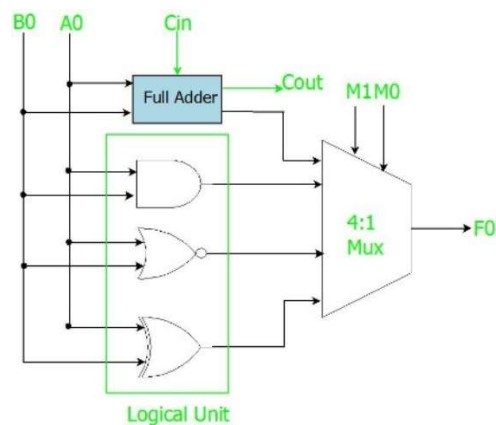 B0 A0 Cin
Full Adder
Cout
M1M0
4:1
Mux
F0
Logical Unit